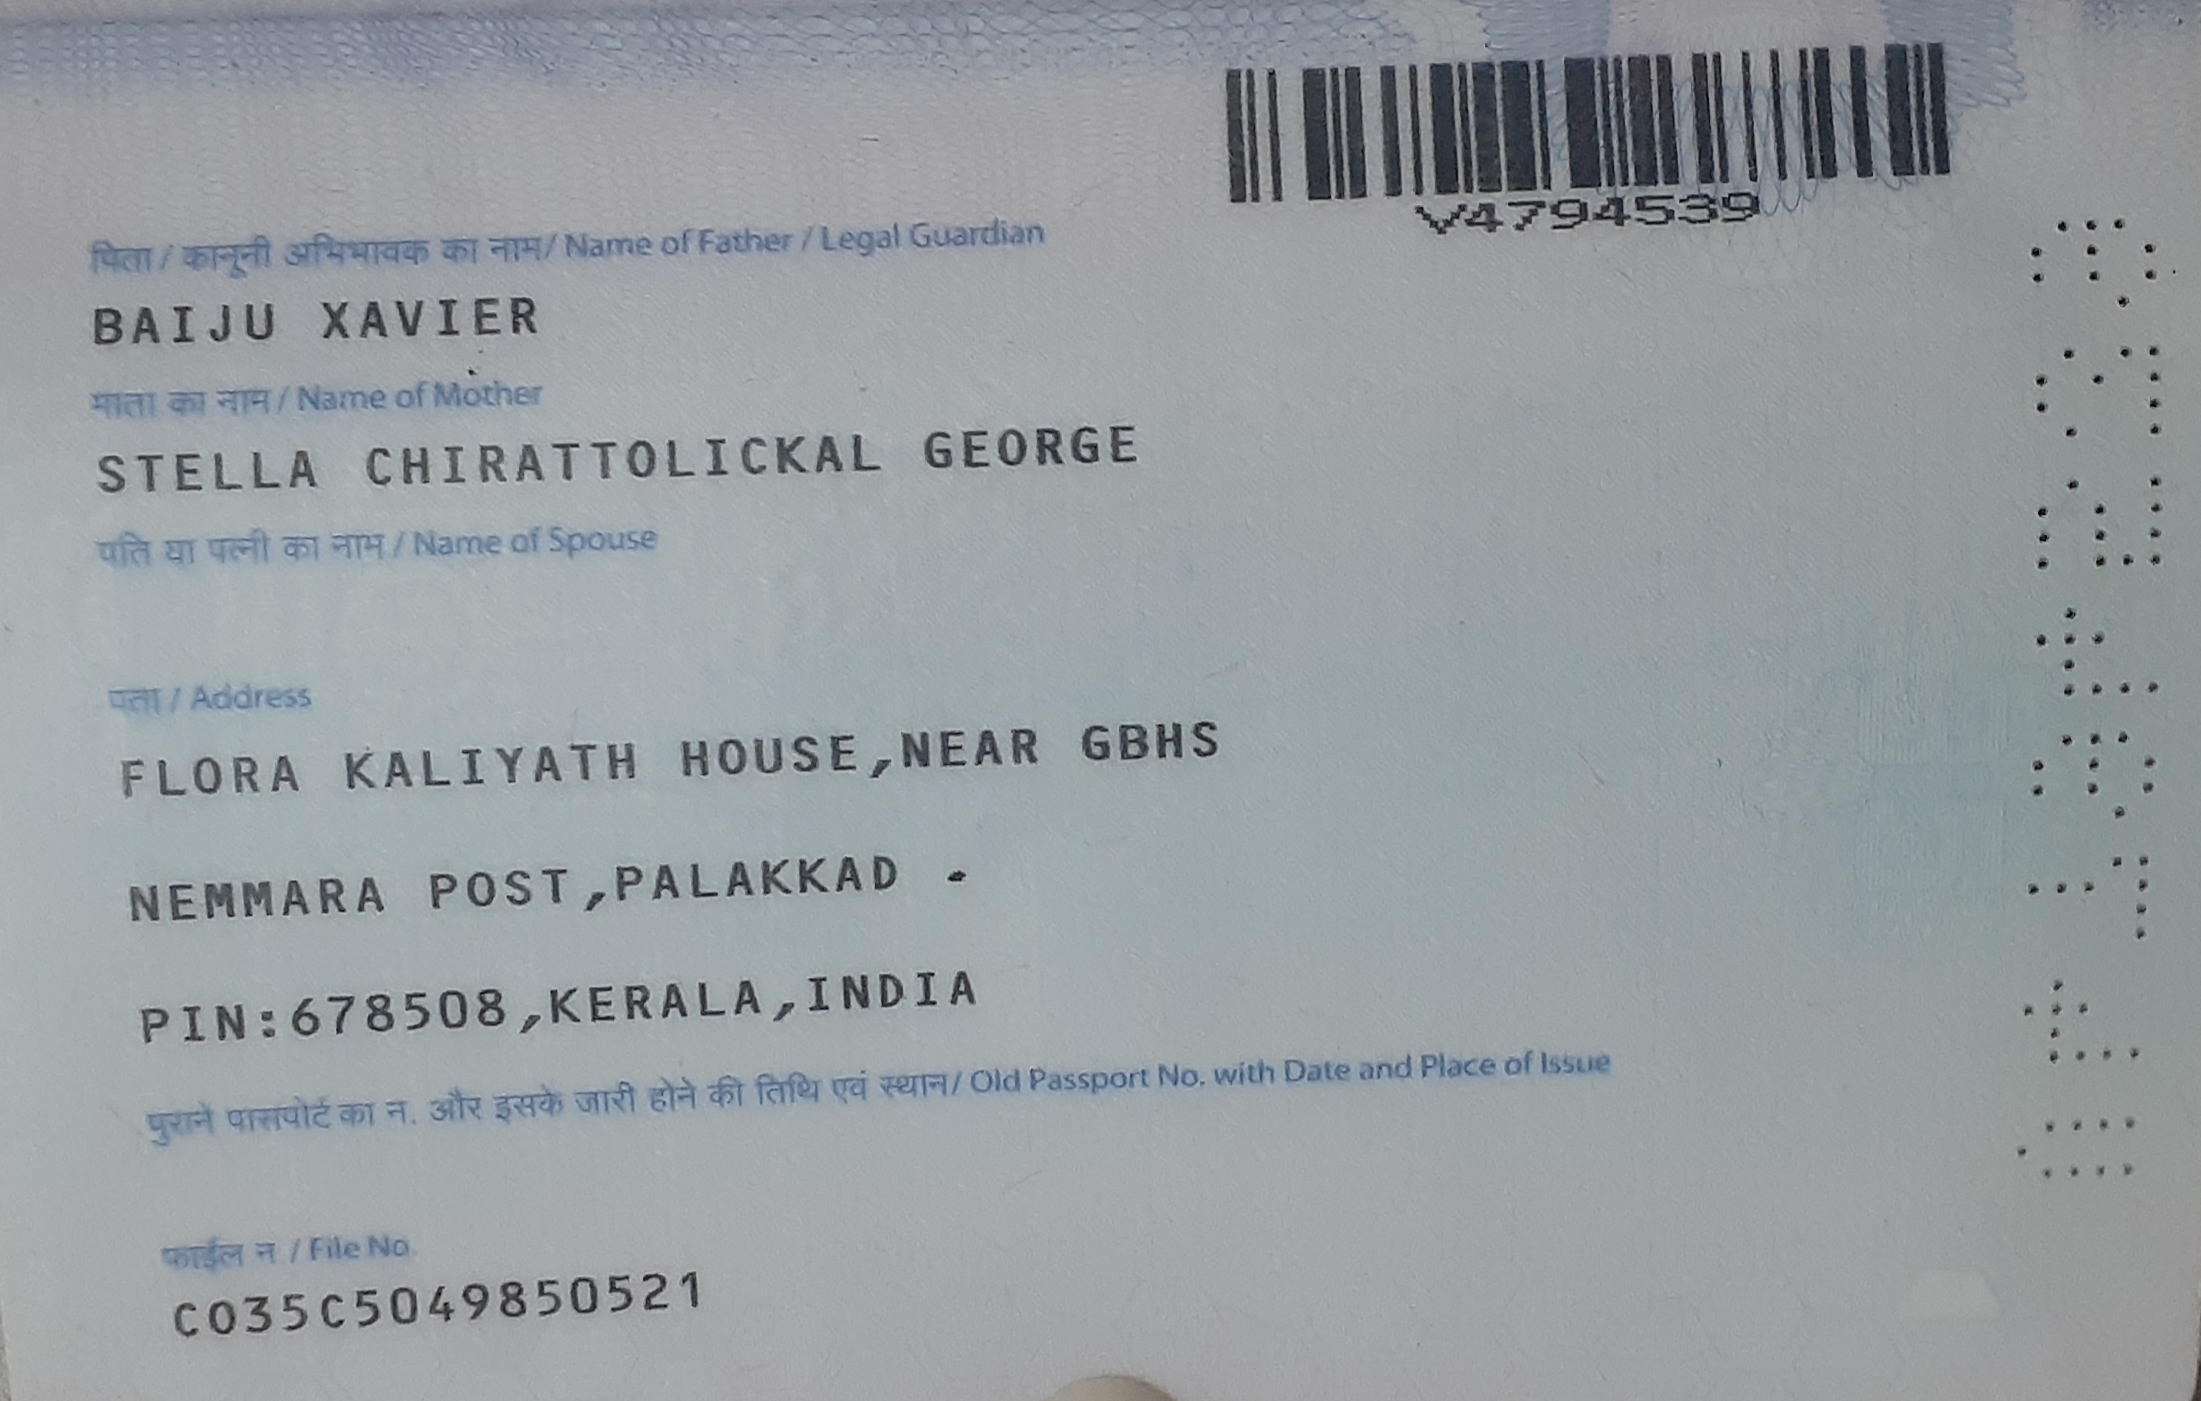 V4794539
पिता / कानूनी अभिभावक का नाम/ Name of Father / Legal Guardian
BAIJU XAVIER
माता का नाम/ Name of Mother
STELLA CHIRATTOLICKAL GEORGE
पति या पत्नी का नाम / Name of Spouse
पता / Address
FLORA KALIYATH HOUSE,NEAR GBHS
NEMMARA POST,PALAKKAD -
PIN:678508,KERALA,INDIA
पुराने पासपोर्ट का न. और इसके जारी होने की तिथि एवं स्थान/ Old Passport No. with Date and Place of Issue
फाईल न / File No.
CO35C5049850521
V4794539